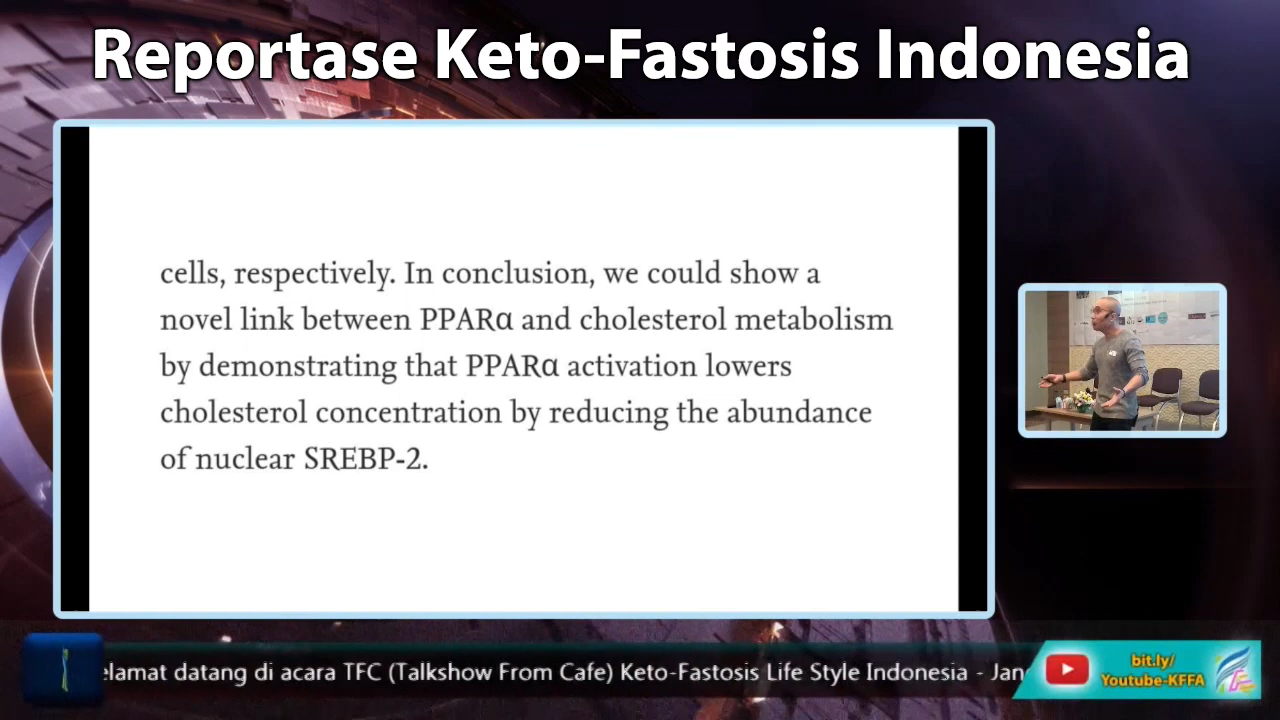 Reportase Keto-Fastosis Indonesia
cells, respectively. In conclusion, we could show a
novel link between PPARα and cholesterol metabolism
by demonstrating that PPARα activation lowers
cholesterol concentration by reducing the abundance
of nuclear SREBP-2.
elamat datang di acara TFC (Talkshow From Cafe) Keto-Fastosis Life Style Indonesia - Jan
bit.ly/
Youtube-KFFA